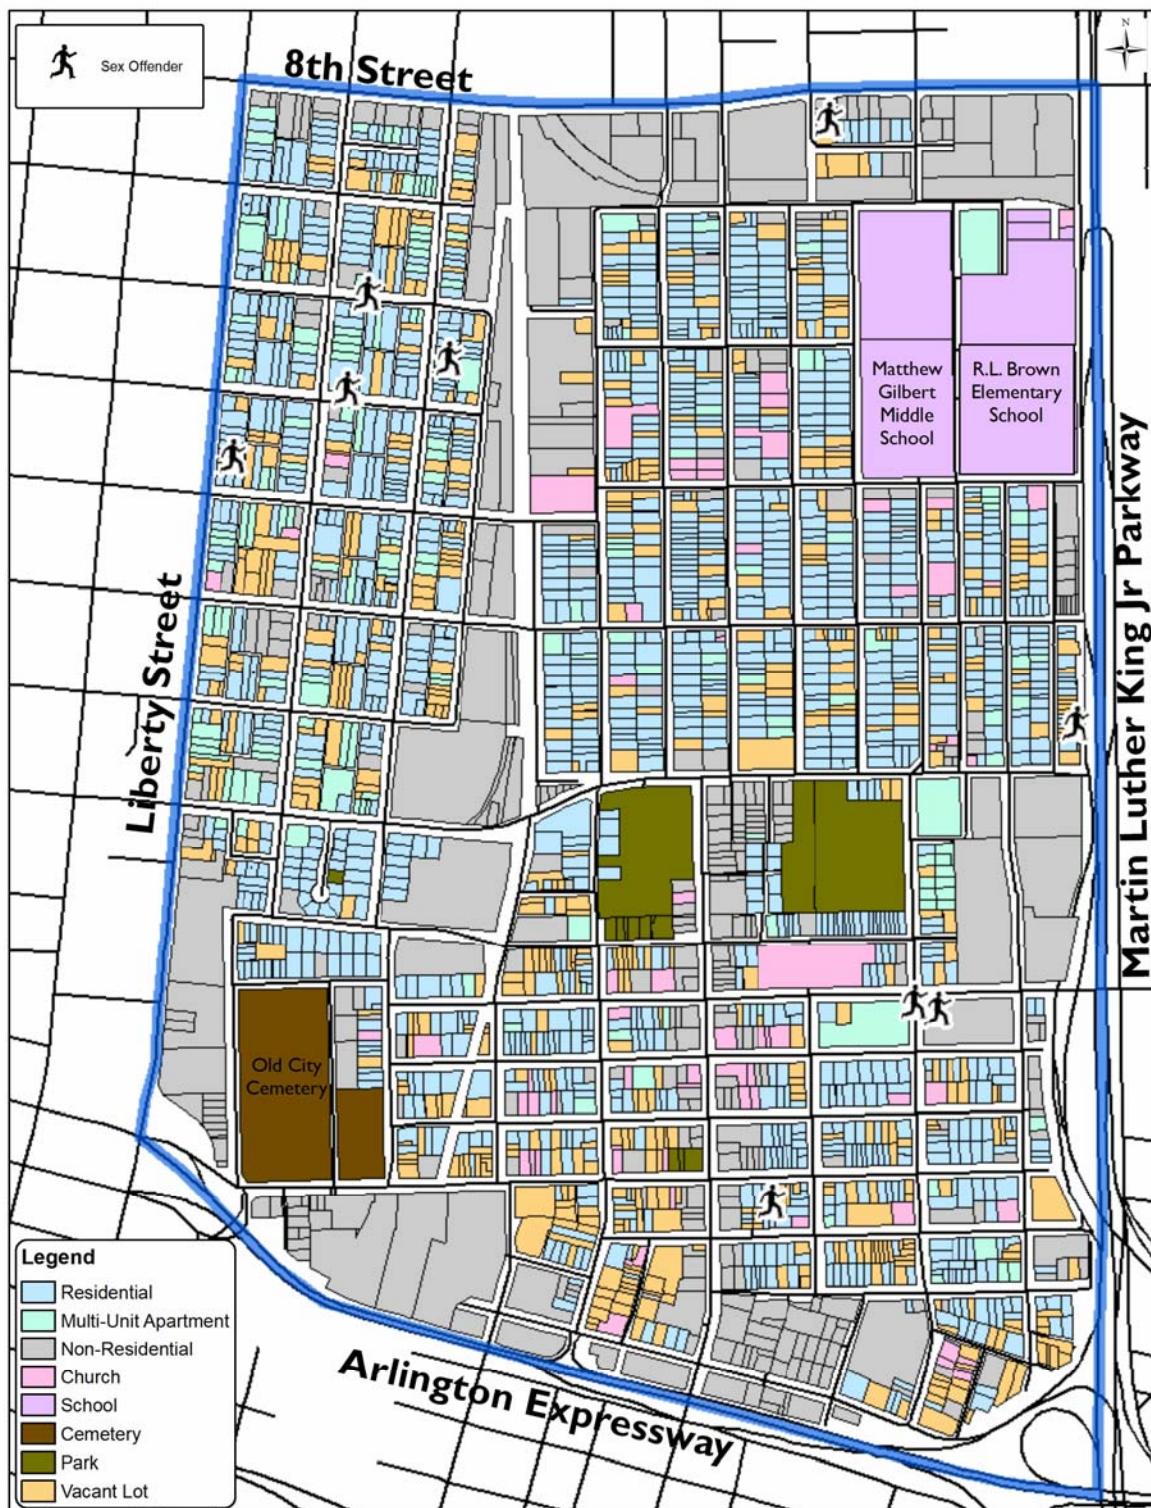 N
Sex Offender
8th Street
Matthew
Gilbert
Middle
School
R.L. Brown
Elementary
School
Martin Luther King Jr Parkway
Liberty Street
Old City
Cemetery
Arlington Expressway
Legend
Residential
Multi-Unit Apartment
Non-Residential
Church
School
Cemetery
Park
Vacant Lot